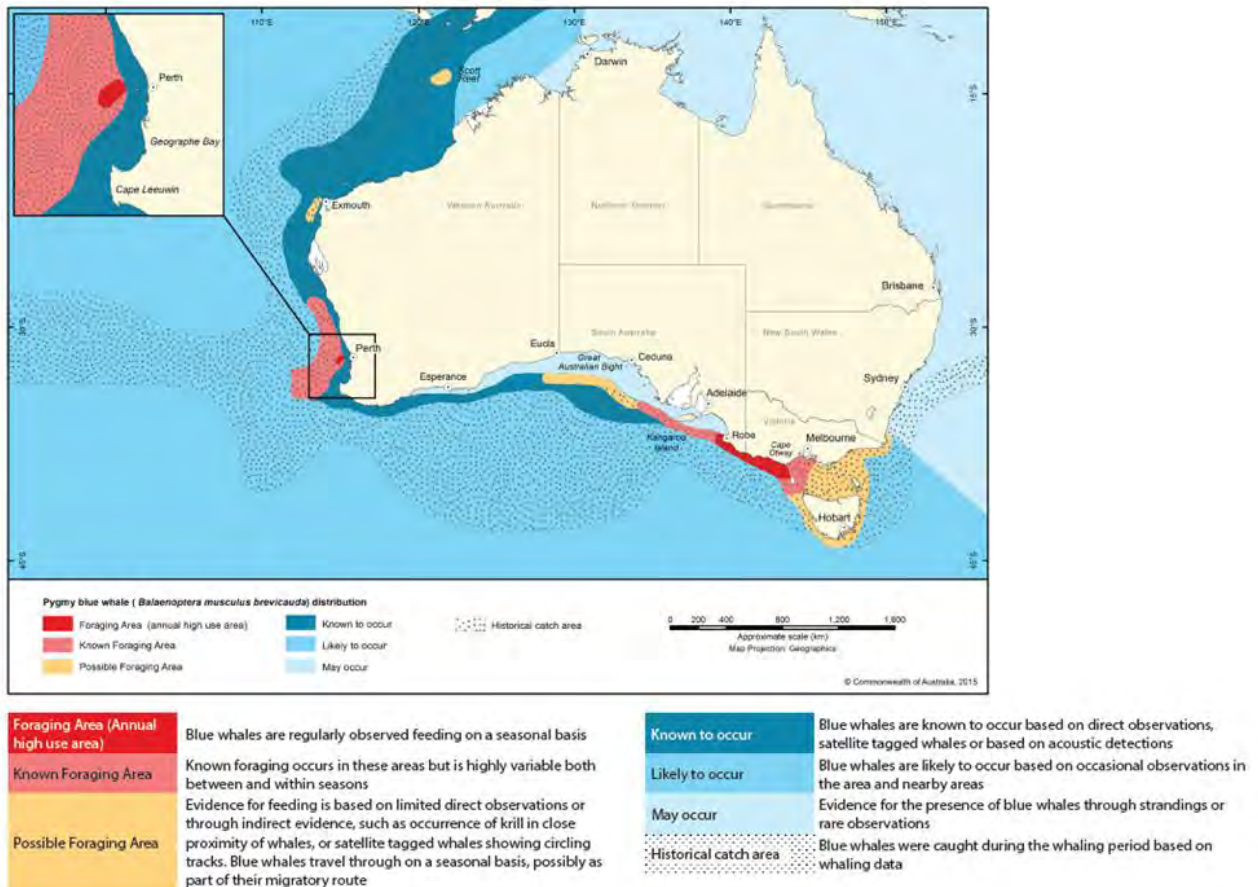 110°E
120°E
130°E
140°E
150°E
Perth
Geographe Bay
Cape Leeuwin
Scott
Reef
Darwin
15°S
15°S
Exmouth
Western Australia
Northern Territory
Queensland
Brisbane
30°S
30°S
South Australia
New South Wales
Perth
Eucla
Great
Australian Bight
Ceduna
Esperance
Sydney
Adelaide
Victoria
Kangaroo
Island
Robe
Cape
Otway
Melbourne
Hobart
45°S
45°S
Pygmy blue whale ( Balaenoptera musculus brevicauda) distribution
Foraging Area (annual high use area)
Known Foraging Area
Possible Foraging Area
Known to occur
Likely to occur
May occur
Historical catch area
0 200 400 800 1,200 1,600
Approximate scale (km)
Map Projection: Geographics
© Commonwealth of Australia, 2015
Foraging Area (Annual
high use area)
Blue whales are regularly observed feeding on a seasonal basis
Known Foraging Area
Known foraging occurs in these areas but is highly variable both
between and within seasons
Possible Foraging Area
Evidence for feeding is based on limited direct observations or
through indirect evidence, such as occurrence of krill in close
proximity of whales, or satellite tagged whales showing circling
tracks. Blue whales travel through on a seasonal basis, possibly as
part of their migratory route
Known to occur
Blue whales are known to occur based on direct observations,
satellite tagged whales or based on acoustic detections
Likely to occur
Blue whales are likely to occur based on occasional observations in
the area and nearby areas
May occur
Evidence for the presence of blue whales through strandings or
rare observations
Historical catch area
Blue whales were caught during the whaling period based on
whaling data